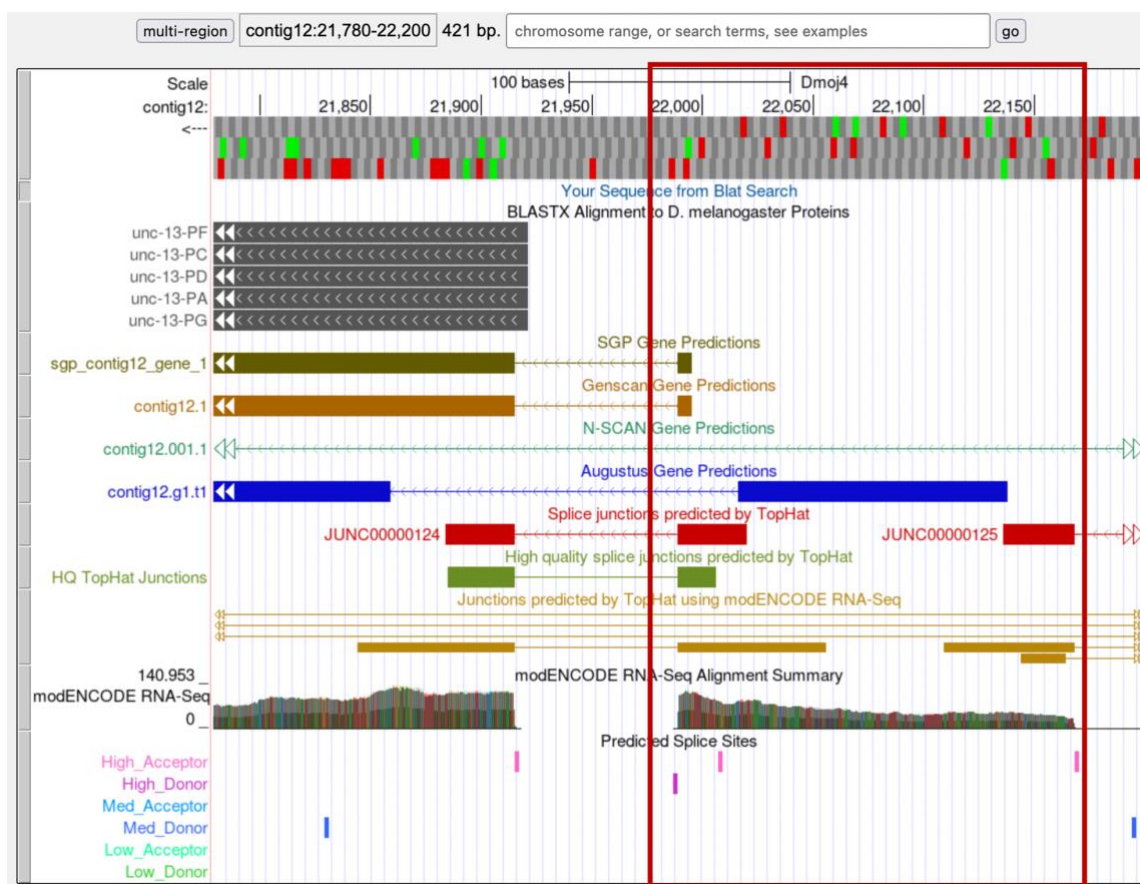 multi-region contig12:21,780-22,200 421 bp. chromosome range, or search terms, see examples go
Scale 100 bases Dmoj4
contig12: 21,850 21,900 21,950 22,000 22,050 22,100 22,150
<---
Your Sequence from Blat Search
BLASTX Alignment to D. melanogaster Proteins
unc-13-PF
unc-13-PC
unc-13-PD
unc-13-PA
unc-13-PG
SGP Gene Predictions
sgp_contig12_gene_1
Genscan Gene Predictions
contig12.1
N-SCAN Gene Predictions
contig12.001.1
Augustus Gene Predictions
contig12.g1.t1
Splice junctions predicted by TopHat
JUNC00000124 JUNC00000125
High quality splice junctions predicted by TopHat
HQ TopHat Junctions
Junctions predicted by TopHat using modENCODE RNA-Seq
140.953 _ modENCODE RNA-Seq Alignment Summary
modENCODE RNA-Seq
0 _
Predicted Splice Sites
High_Acceptor
High_Donor
Med_Acceptor
Med_Donor
Low_Acceptor
Low_Donor